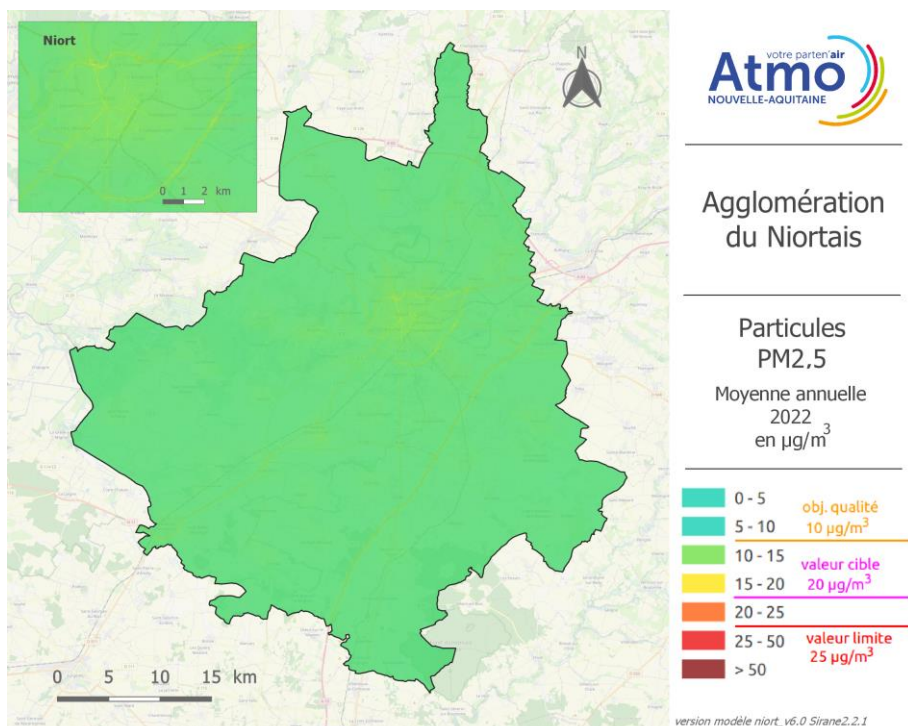 Niort
0 1 2 km
N
votre parten'air
Atmo
NOUVELLE-AQUITAINE
Agglomération
du Niortais
Particules
PM2,5
Moyenne annuelle
2022
en µg/m³
0 - 5
5 - 10
obj. qualité
10 µg/m³
10 - 15
15 - 20
valeur cible
20 µg/m³
20 - 25
25 - 50
valeur limite
25 µg/m³
> 50
0 5 10 15 km
version modèle niort_v6.0 Sirane2.2.1